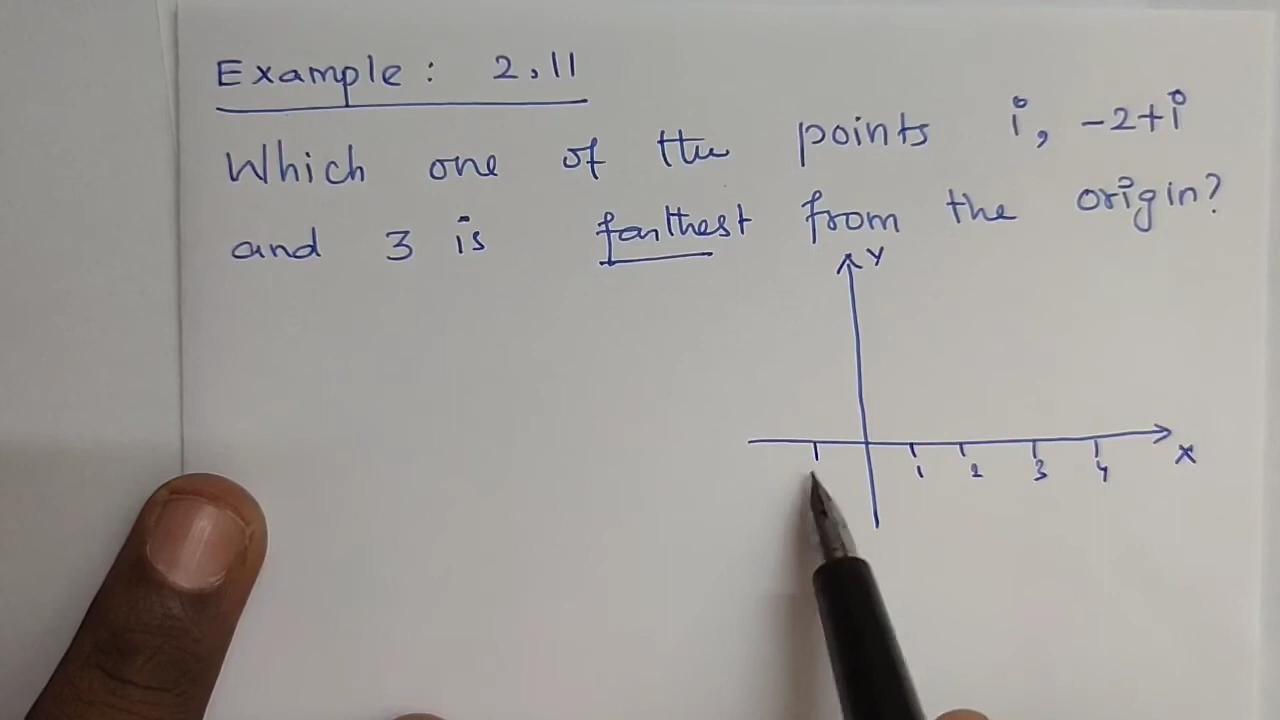 Example: 2.11
Which one of the points i, -2+i
and 3 is farthest from the origin?
Y
X
1 2 3 4